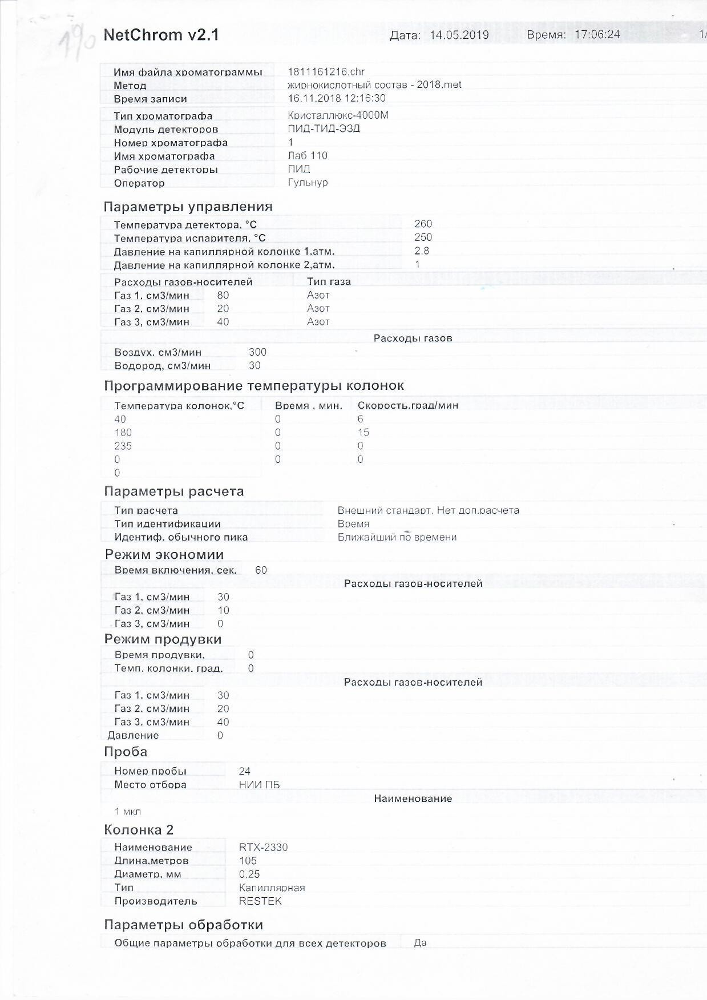 190
NetChrom v2.1 Дата: 14.05.2019 Время: 17:06:24 1/
Имя файла хроматограммы 1811161216.chr
Метод жирнокислотный состав - 2018.met
Время записи 16.11.2018 12:16:30
Тип хроматографа Кристаллюкс-4000М
Модуль детекторов ПИД-ТИД-ЭЗД
Номер хроматографа 1
Имя хроматографа Лаб 110
Рабочие детекторы ПИД
Оператор Гульнур
Параметры управления
Температура детектора, °С 260
Температура испарителя, °С 250
Давление на капиллярной колонке 1,атм. 2.8
Давление на капиллярной колонке 2,атм. 1
Расходы газов-носителей Тип газа
Газ 1, см3/мин 80 Азот
Газ 2, см3/мин 20 Азот
Газ 3, см3/мин 40 Азот
Расходы газов
Воздух, см3/мин 300
Водород, см3/мин 30
Программирование температуры колонок
Температура колонок,°С Время , мин. Скорость,град/мин
40 0 6
180 0 15
235 0 0
0 0 0
0
Параметры расчета
Тип расчета Внешний стандарт, Нет доп.расчета
Тип идентификации Время
Идентиф. обычного пика Ближайший по времени
Режим экономии
Время включения, сек. 60
Расходы газов-носителей
Газ 1, см3/мин 30
Газ 2, см3/мин 10
Газ 3, см3/мин 0
Режим продувки
Время продувки, 0
Темп. колонки, град. 0
Расходы газов-носителей
Газ 1, см3/мин 30
Газ 2, см3/мин 20
Газ 3, см3/мин 40
Давление 0
Проба
Номер пробы 24
Место отбора НИИ ПБ
Наименование
1 мкл
Колонка 2
Наименование RTX-2330
Длина,метров 105
Диаметр, мм 0,25
Тип Капиллярная
Производитель RESTEK
Параметры обработки
Общие параметры обработки для всех детекторов Да